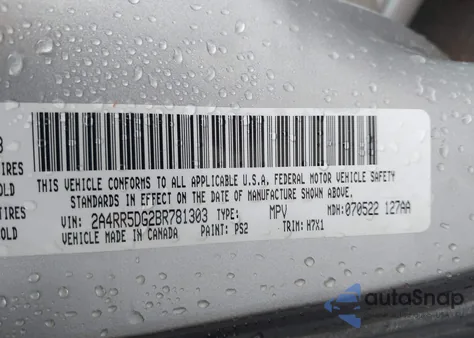 3
IRES
OLD
IRES
OLD
THIS VEHICLE CONFORMS TO ALL APPLICABLE U.S.A. FEDERAL MOTOR VEHICLE SAFETY
STANDARDS IN EFFECT ON THE DATE OF MANUFACTURE SHOWN ABOVE.
VIN: 2A4RR5DG2BR781303 TYPE: MPV MDH: 070522 127AA
VEHICLE MADE IN CANADA PAINT: PS2 TRIM: H7X1
autoSnap